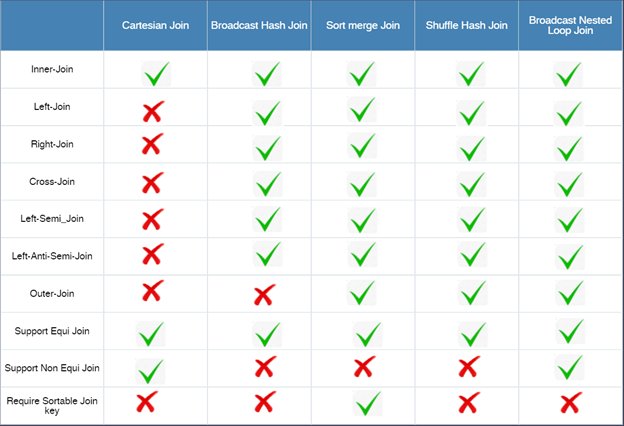 Cartesian Join
Broadcast Hash Join
Sort merge Join
Shuffle Hash Join
Broadcast Nested
Loop Join
Inner-Join
Left-Join
Right-Join
Cross-Join
Left-Semi_Join
Left-Anti-Semi-Join
Outer-Join
Support Equi Join
Support Non Equi Join
Require Sortable Join
key